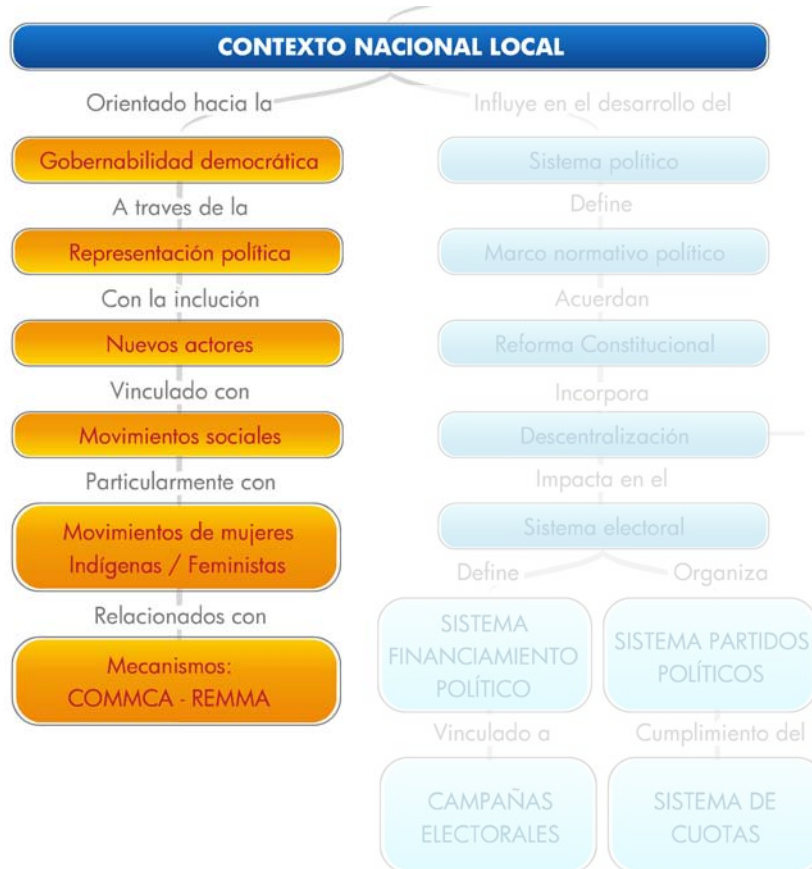 CONTEXTO NACIONAL LOCAL
Orientado hacia la
Gobernabilidad democrática
A traves de la
Representación política
Con la inclución
Nuevos actores
Vinculado con
Movimientos sociales
Particularmente con
Movimientos de mujeres
Indígenas / Feministas
Relacionados con
Mecanismos:
COMMCA - REMMA
Influye en el desarrollo del
Sistema político
Define
Marco normativo político
Acuerdan
Reforma Constitucional
Incorpora
Descentralización
Impacta en el
Sistema electoral
Define
SISTEMA
FINANCIAMIENTO
POLÍTICO
Vinculado a
CAMPAÑAS
ELECTORALES
Organiza
SISTEMA PARTIDOS
POLÍTICOS
Cumplimiento del
SISTEMA DE
CUOTAS